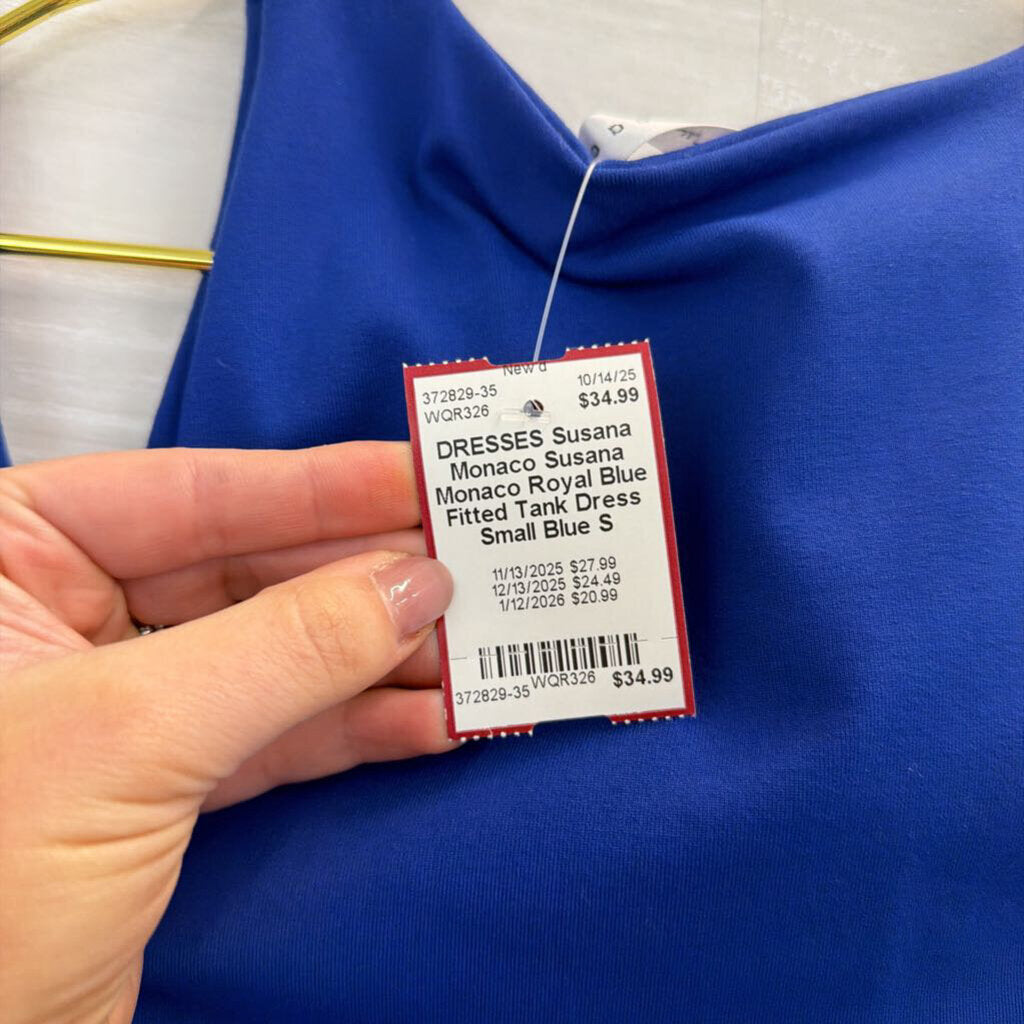 New
372829-35 10/14/25
WQR326 $34.99
DRESSES Susana
Monaco Susana
Monaco Royal Blue
Fitted Tank Dress
Small Blue S
11/13/2025 $27.99
12/13/2025 $24.49
1/12/2026 $20.99
372829-35 WQR326 $34.99